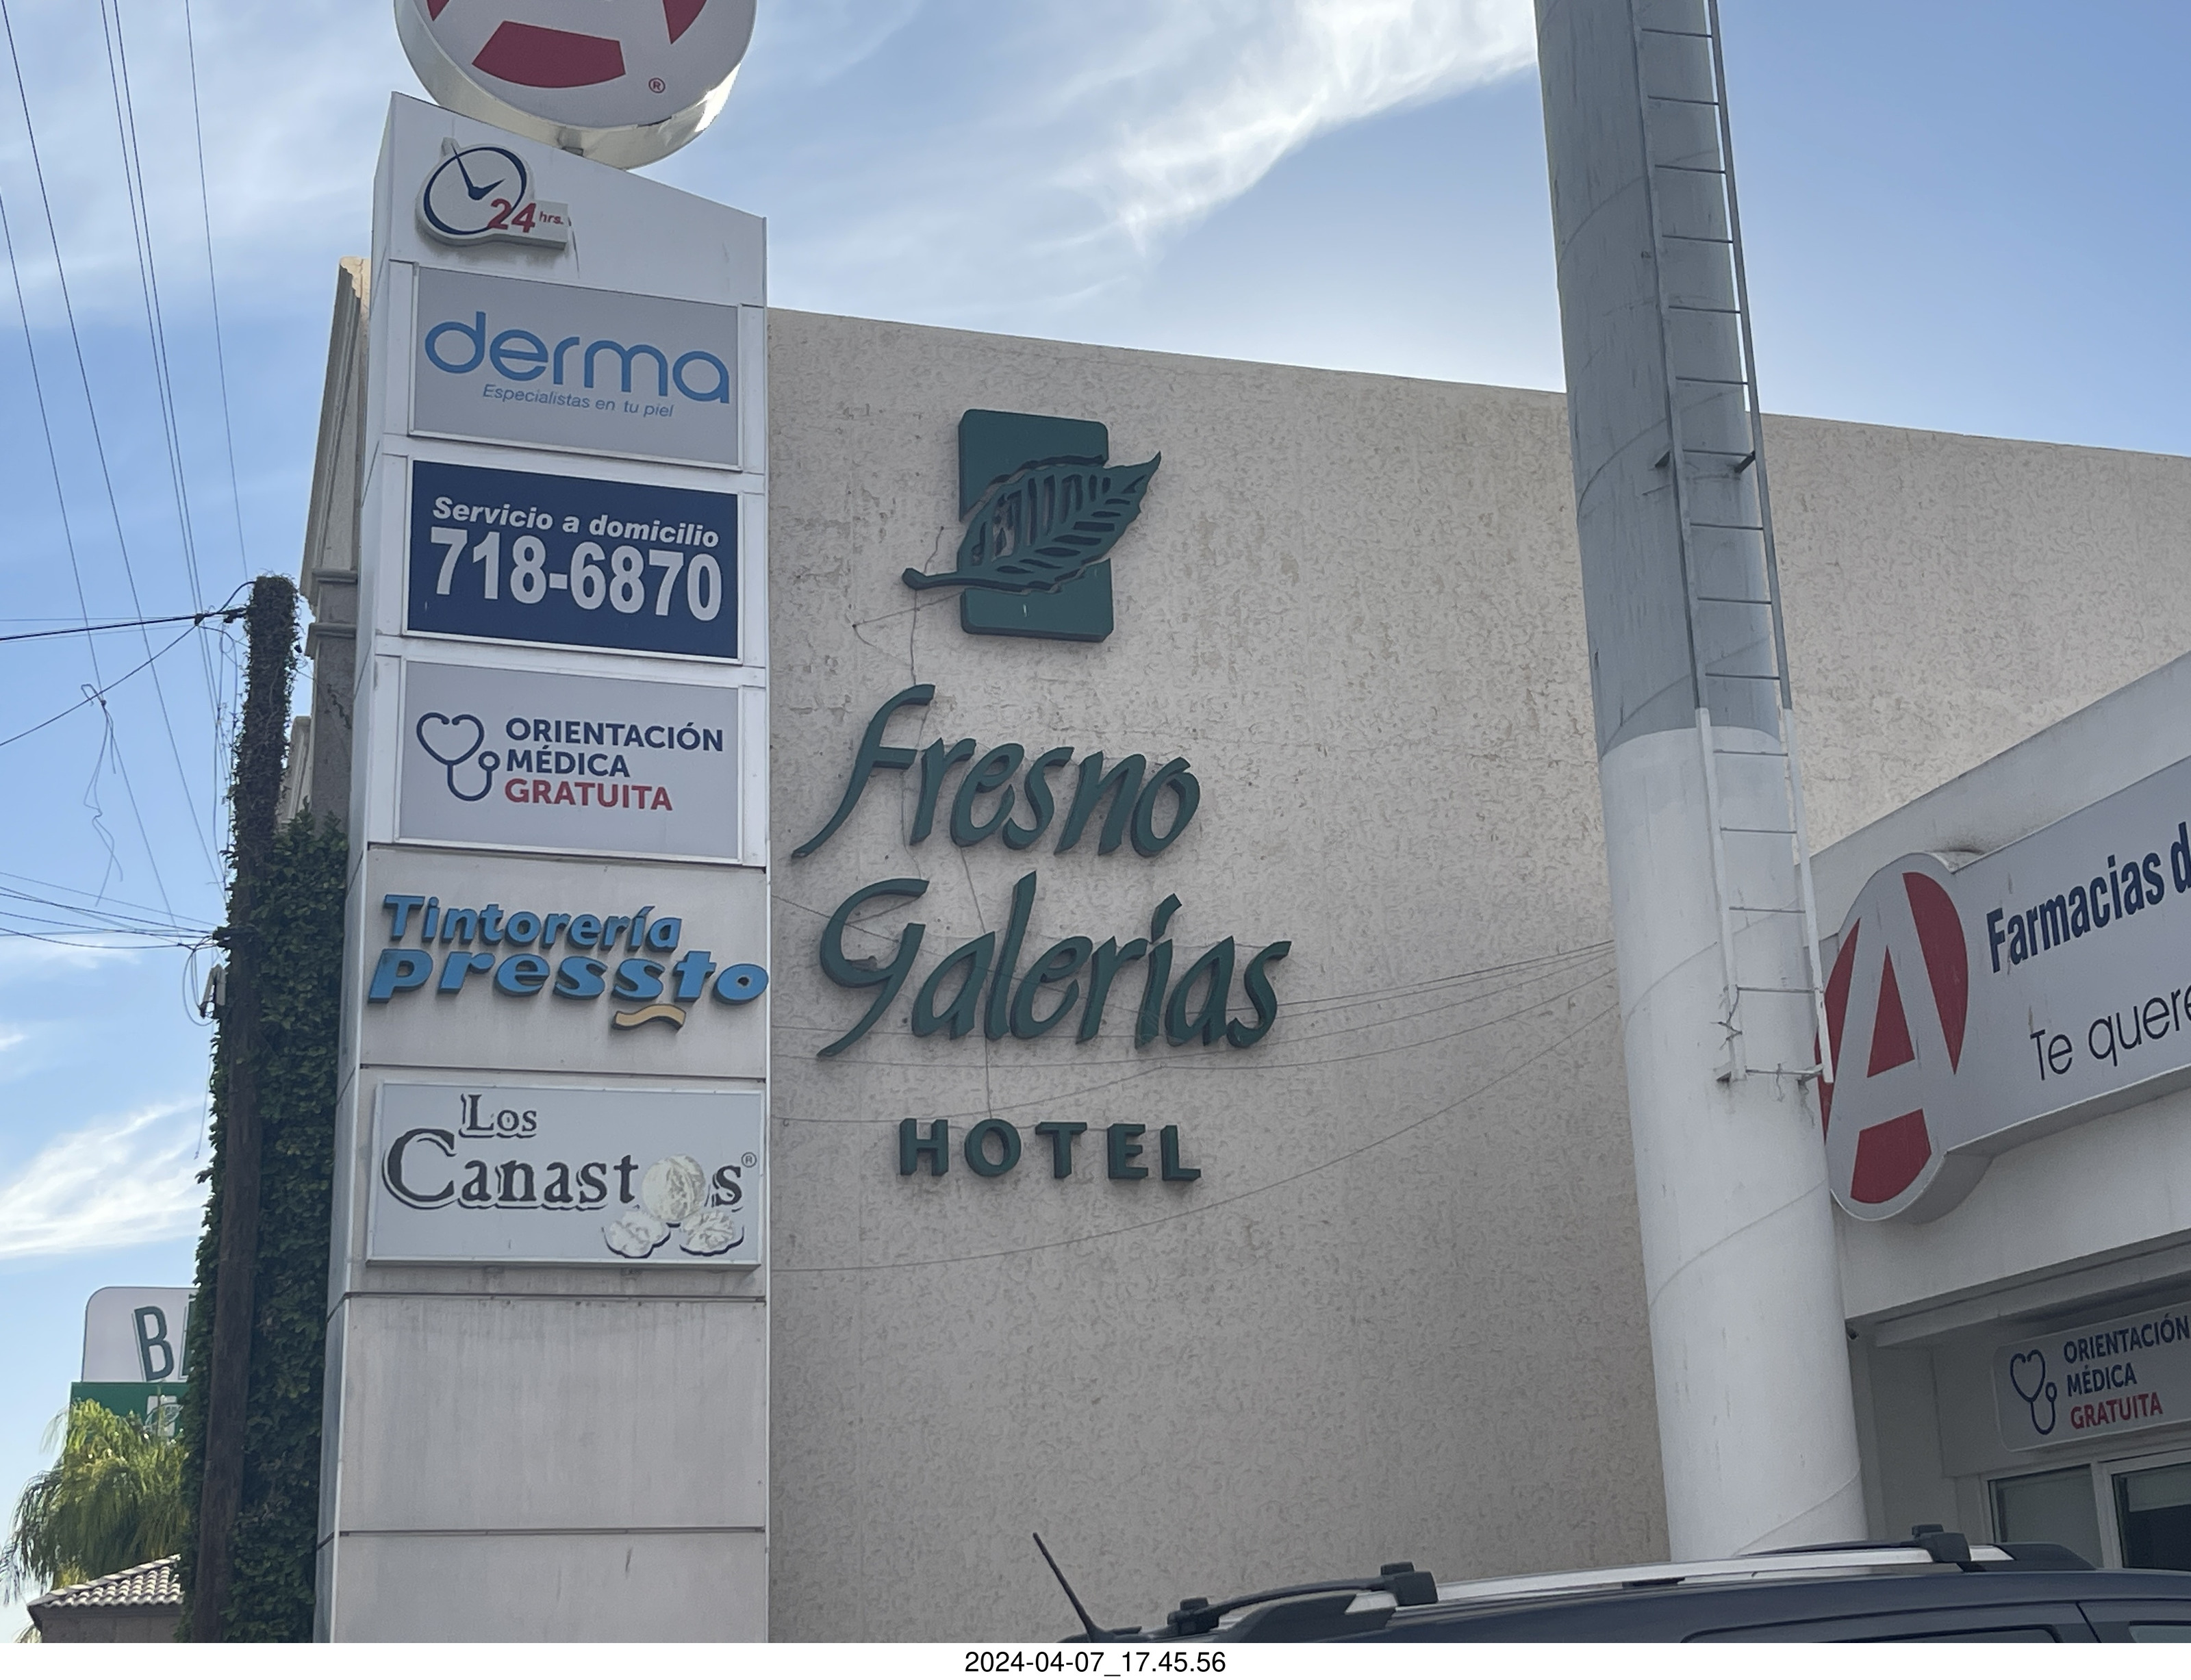 A
®
24 hrs.
derma
Especialistas en tu piel
Servicio a domicilio
718-6870
ORIENTACIÓN
MÉDICA
GRATUITA
Tintorería
pressto
Los
Canastos®
Fresno
Galerías
HOTEL
A
Farmacias d
Te quere
ORIENTACIÓN
MÉDICA
GRATUITA
B
2024-04-07_17.45.56